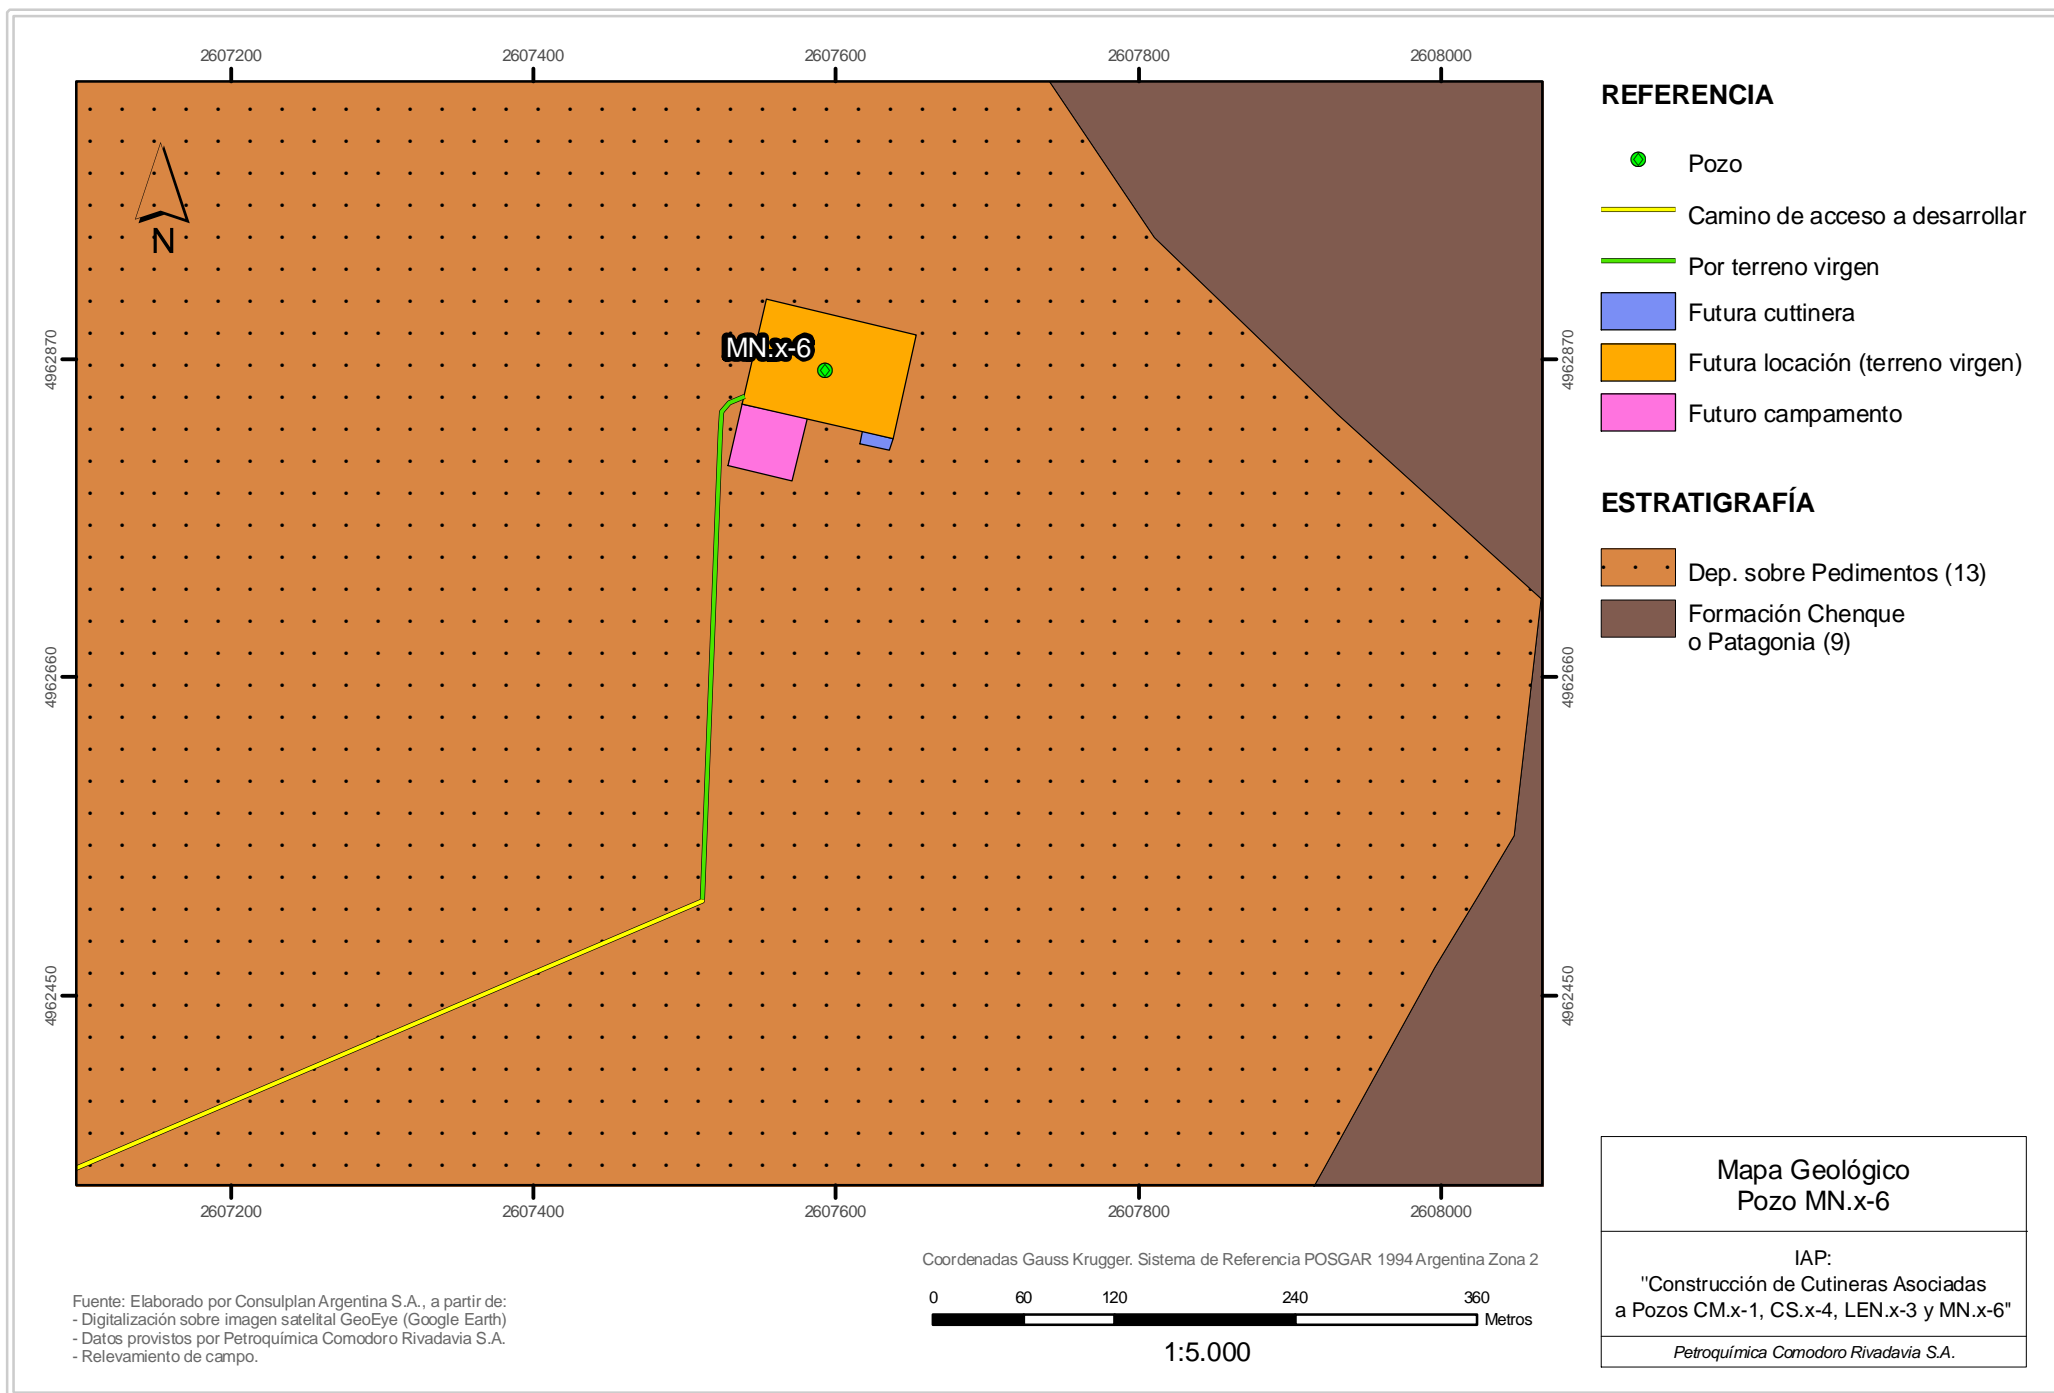 2607200
2607400
2607600
2607800
2608000
4962870
4962660
4962450
N
MN.x-6
4962870
4962660
4962450
2607200
2607400
2607600
2607800
2608000
REFERENCIA
Pozo
Camino de acceso a desarrollar
Por terreno virgen
Futura cuttinera
Futura locación (terreno virgen)
Futuro campamento
ESTRATIGRAFÍA
Dep. sobre Pedimentos (13)
Formación Chenque
o Patagonia (9)
Coordenadas Gauss Krugger. Sistema de Referencia POSGAR 1994 Argentina Zona 2
0
60
120
240
360
Metros
1:5.000
Fuente: Elaborado por Consulplan Argentina S.A., a partir de:
- Digitalización sobre imagen satelital GeoEye (Google Earth)
- Datos provistos por Petroquímica Comodoro Rivadavia S.A.
- Relevamiento de campo.
Mapa Geológico
Pozo MN.x-6
IAP:
"Construcción de Cutineras Asociadas
a Pozos CM.x-1, CS.x-4, LEN.x-3 y MN.x-6"
Petroquímica Comodoro Rivadavia S.A.